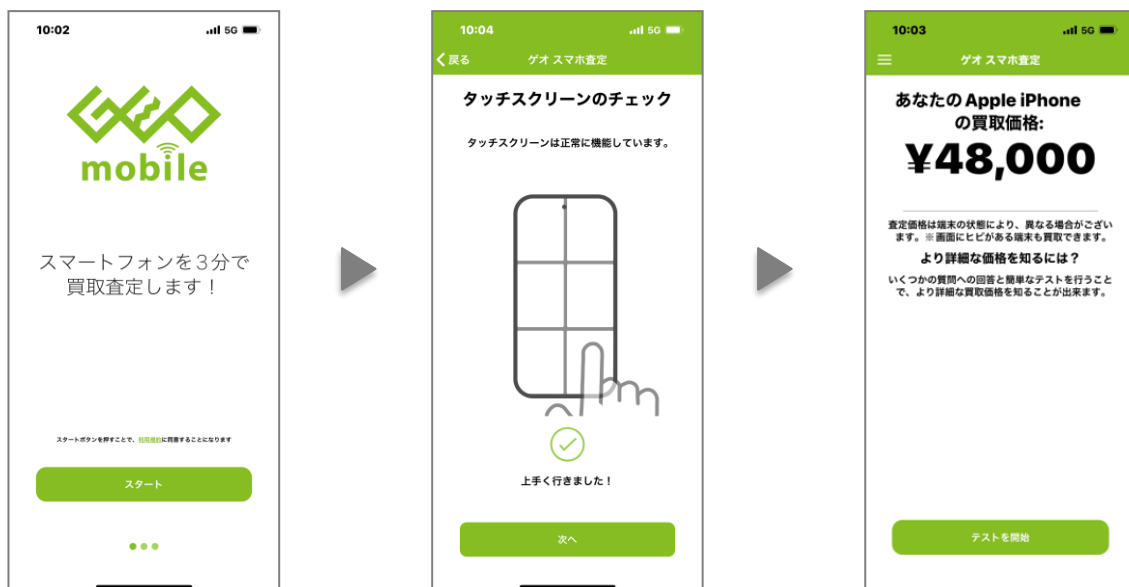 10:02
5G
GEO
mobile
スマートフォンを3分で
買取査定します！
スタートボタンを押すことで、利用規約に同意することになります
スタート
10:04
5G
戻る
ゲオ スマホ査定
タッチスクリーンのチェック
タッチスクリーンは正常に機能しています。
上手く行きました！
次へ
10:03
5G
ゲオ スマホ査定
あなたの Apple iPhone
の買取価格:
¥48,000
査定価格は端末の状態により、異なる場合がござい
ます。※画面にヒビがある端末も買取できます。
より詳細な価格を知るには？
いくつかの質問への回答と簡単なテストを行うこと
で、より詳細な買取価格を知ることが出来ます。
テストを開始